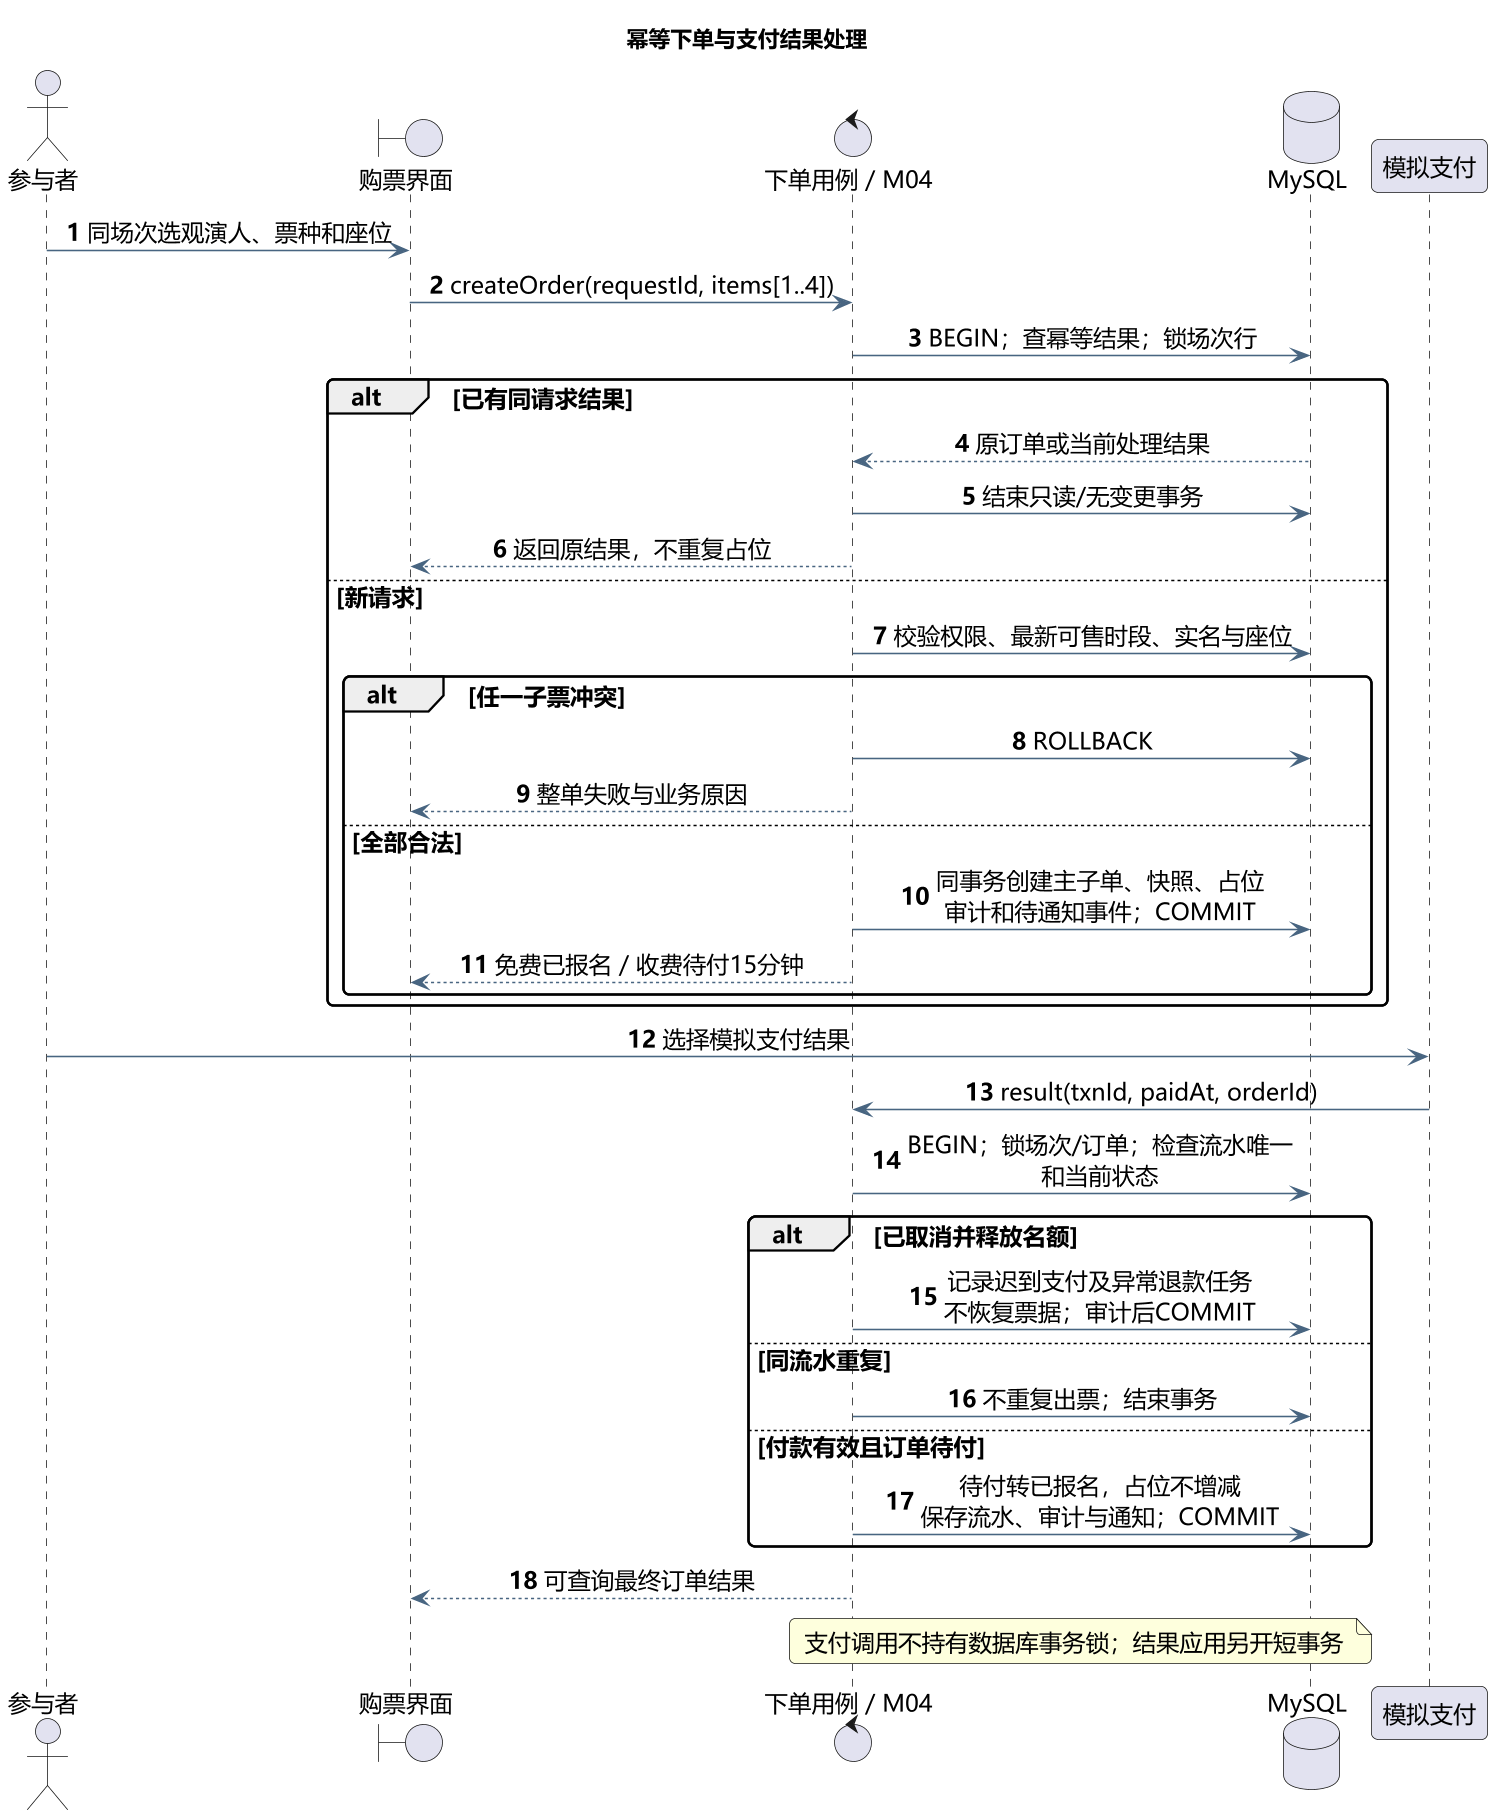 幂等下单与支付结果处理
参与者
购票界面
下单用例 / M04
MySQL
模拟支付
1 同场次选观演人、票种和座位
2 createOrder(requestId, items[1..4])
3 BEGIN；查幂等结果；锁场次行
alt [已有同请求结果]
4 原订单或当前处理结果
5 结束只读/无变更事务
6 返回原结果，不重复占位
[新请求]
7 校验权限、最新可售时段、实名与座位
alt [任一子票冲突]
8 ROLLBACK
9 整单失败与业务原因
[全部合法]
10 同事务创建主子单、快照、占位
审计和待通知事件；COMMIT
11 免费已报名 / 收费待付15分钟
12 选择模拟支付结果
13 result(txnId, paidAt, orderId)
14 BEGIN；锁场次/订单；检查流水唯一
和当前状态
alt [已取消并释放名额]
15 记录迟到支付及异常退款任务
不恢复票据；审计后COMMIT
[同流水重复]
16 不重复出票；结束事务
[付款有效且订单待付]
17 待付转已报名，占位不增减
保存流水、审计与通知；COMMIT
18 可查询最终订单结果
支付调用不持有数据库事务锁；结果应用另开短事务
参与者
购票界面
下单用例 / M04
MySQL
模拟支付